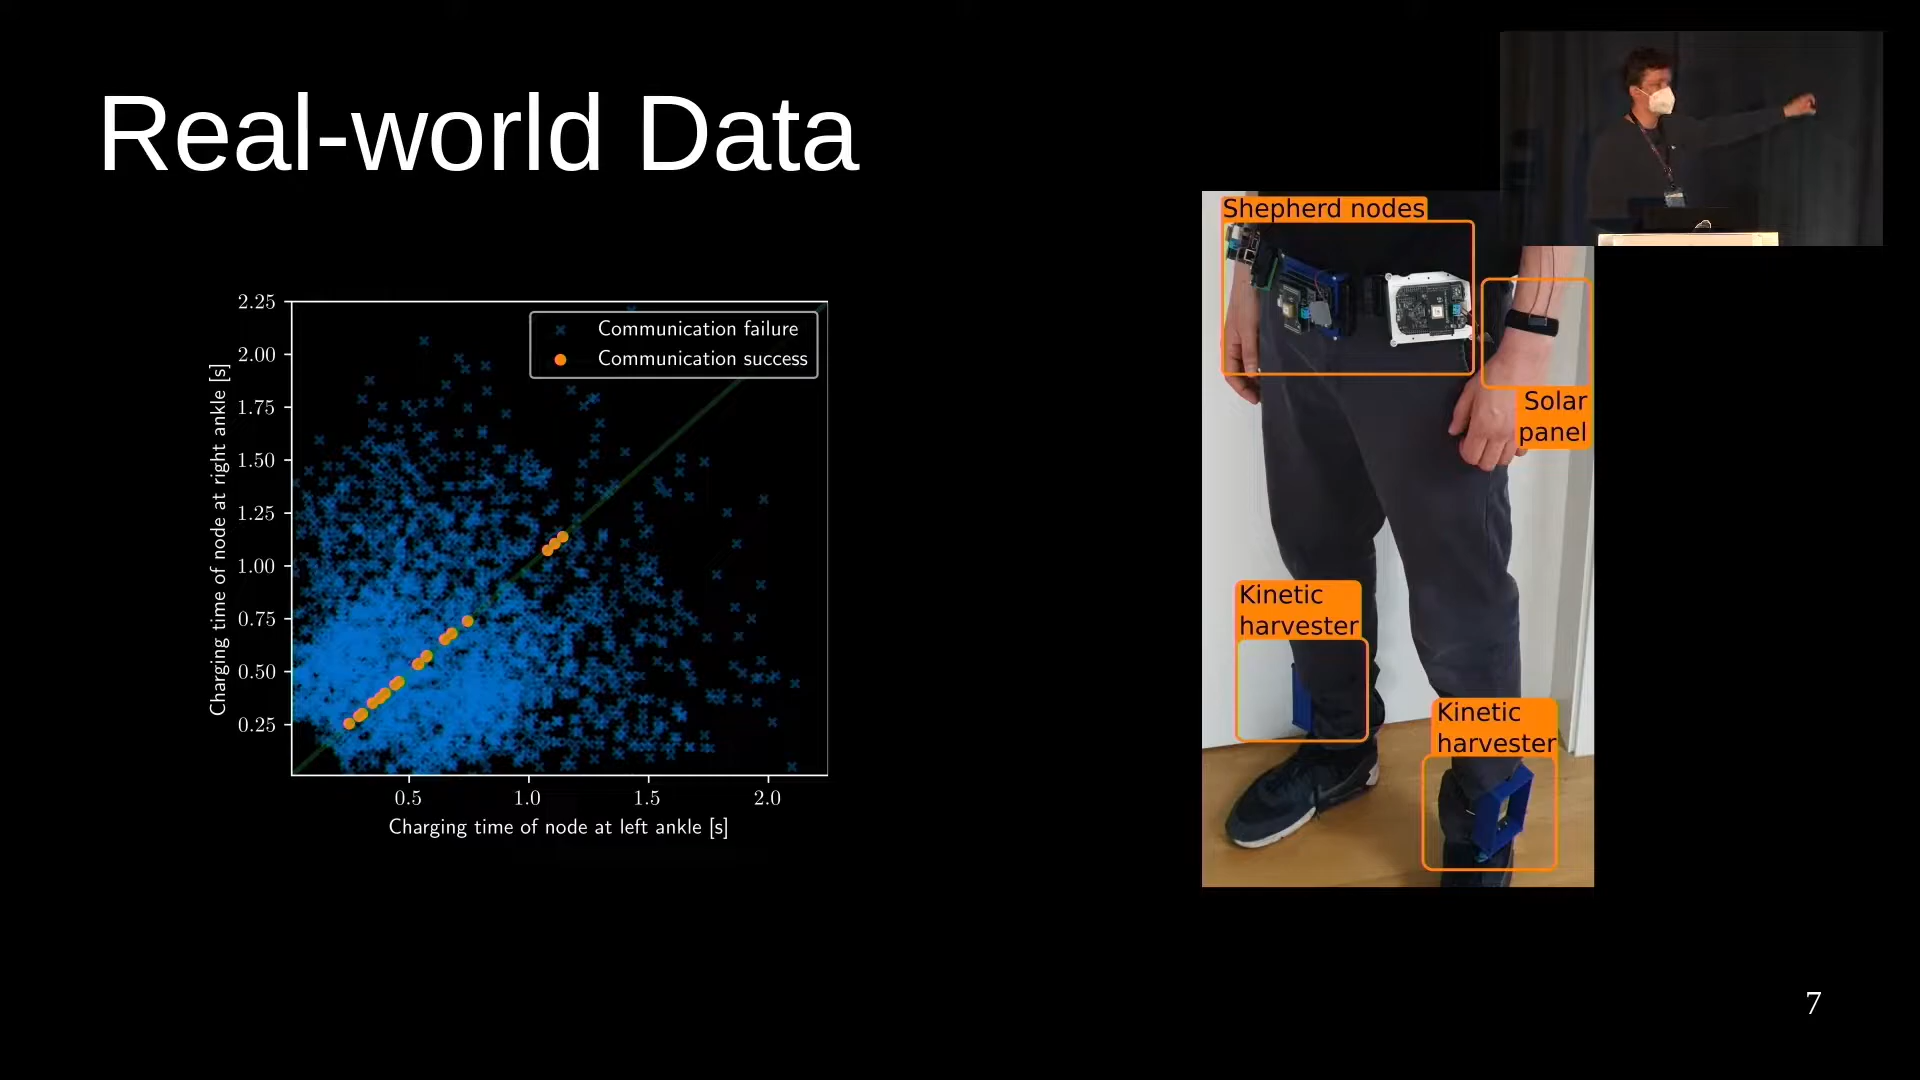 Real-world Data
2.25
2.00
1.75
1.50
1.25
1.00
0.75
0.50
0.25
Charging time of node at right ankle [s]
Communication failure
Communication success
0.5 1.0 1.5 2.0
Charging time of node at left ankle [s]
Shepherd nodes
Solar
panel
Kinetic
harvester
Kinetic
harvester
7